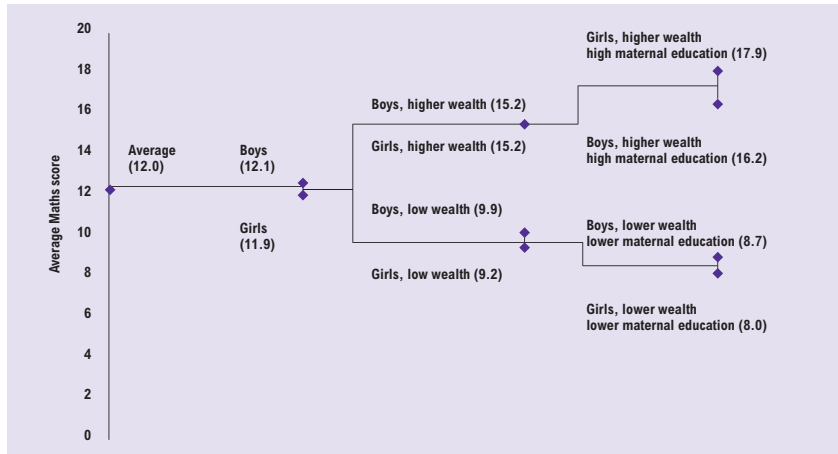 20
18
16
14
12
10
8
6
4
2
0
Average Maths score
Average
(12.0)
Boys
(12.1)
Girls
(11.9)
Boys, higher wealth (15.2)
Girls, higher wealth (15.2)
Boys, low wealth (9.9)
Girls, low wealth (9.2)
Girls, higher wealth
high maternal education (17.9)
Boys, higher wealth
high maternal education (16.2)
Boys, lower wealth
lower maternal education (8.7)
Girls, lower wealth
lower maternal education (8.0)